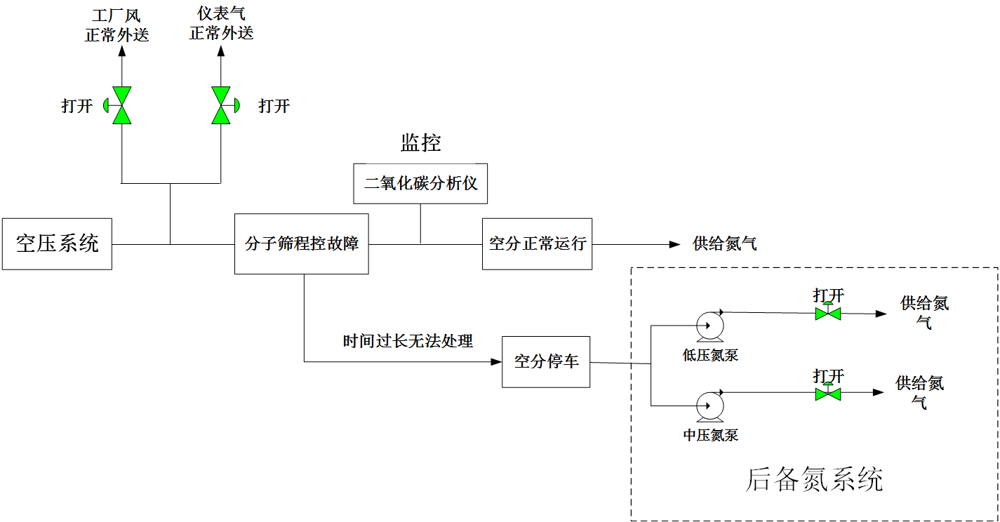 工厂风
正常外送
仪表气
正常外送
打开
打开
监控
二氧化碳分析仪
空压系统
分子筛程控故障
空分正常运行
供给氮气
时间过长无法处理
空分停车
打开
供给氮
气
低压氮泵
打开
供给氮
气
中压氮泵
后备氮系统